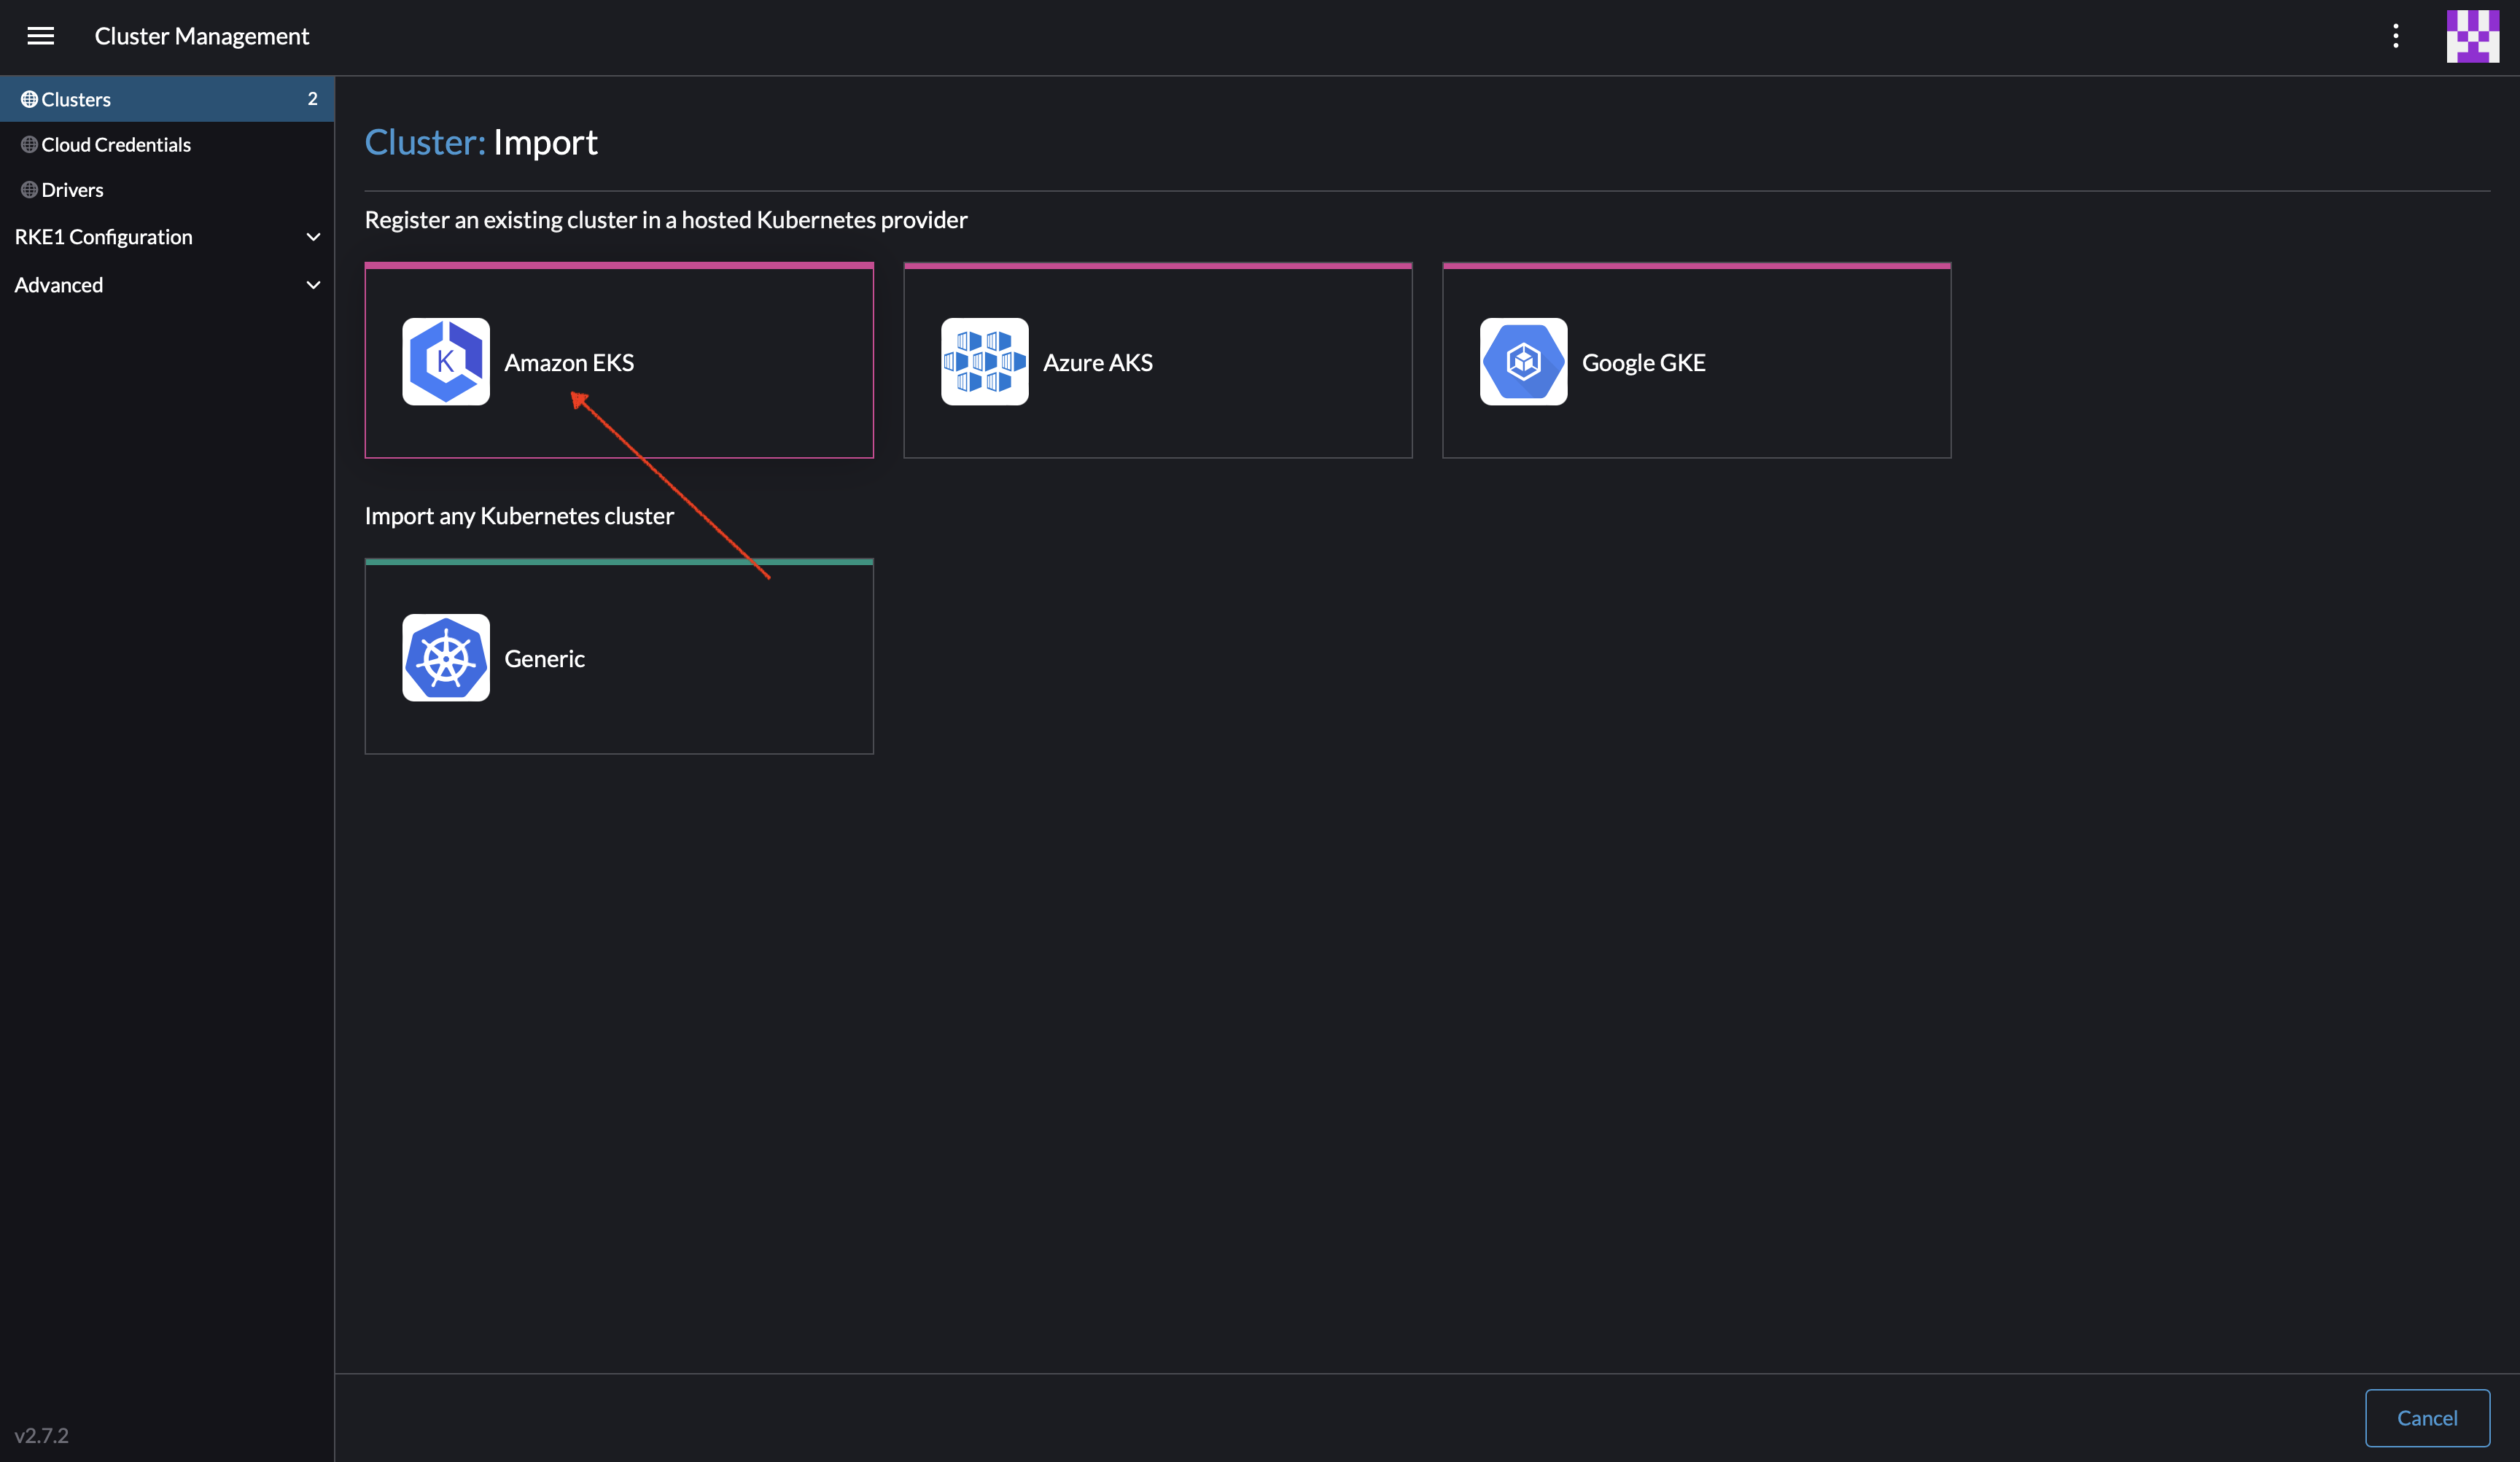 Cluster Management
Clusters 2
Cloud Credentials
Drivers
RKE1 Configuration
Advanced
v2.7.2
Cluster: Import
Register an existing cluster in a hosted Kubernetes provider
K
Amazon EKS
Azure AKS
Google GKE
Import any Kubernetes cluster
Generic
Cancel